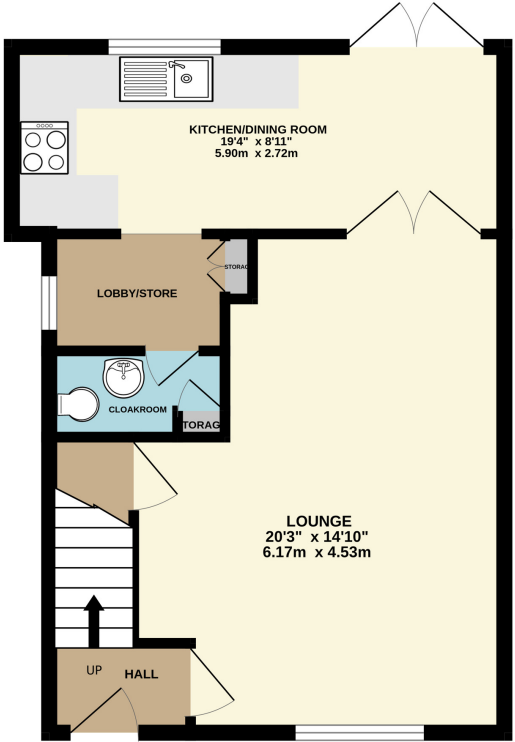 KITCHEN/DINING ROOM
19'4" x 8'11"
5.90m x 2.72m
STORAG
LOBBY/STORE
CLOAKROOM
TORAG
LOUNGE
20'3" x 14'10"
6.17m x 4.53m
UP
HALL